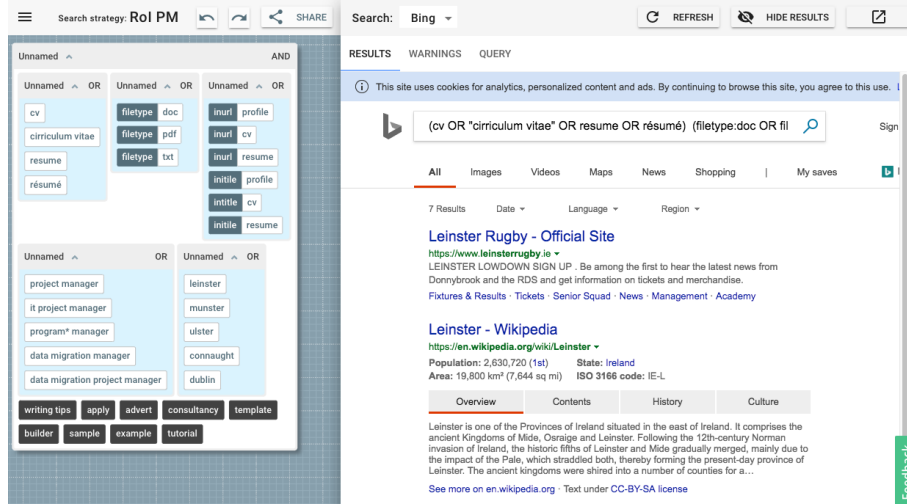 Search strategy: RoI PM
SHARE
Unnamed AND
Unnamed OR
cv
cirriculum vitae
resume
résumé
Unnamed OR
filetype doc
filetype pdf
filetype txt
Unnamed OR
inurl profile
inurl cv
inurl resume
initile profile
intitle cv
initile resume
Unnamed OR
project manager
it project manager
program* manager
data migration manager
data migration project manager
Unnamed OR
leinster
munster
ulster
connaught
dublin
writing tips apply advert consultancy template
builder sample example tutorial
Search: Bing
REFRESH
HIDE RESULTS
RESULTS WARNINGS QUERY
This site uses cookies for analytics, personalized content and ads. By continuing to browse this site, you agree to this use.
(cv OR "cirriculum vitae" OR resume OR résumé) (filetype:doc OR fil
Sign
All Images Videos Maps News Shopping | My saves
7 Results Date Language Region
Leinster Rugby - Official Site
https://www.leinsterrugby.ie
LEINSTER LOWDOWN SIGN UP . Be among the first to hear the latest news from
Donnybrook and the RDS and get information on tickets and merchandise.
Fixtures & Results · Tickets · Senior Squad · News · Management · Academy
Leinster - Wikipedia
https://en.wikipedia.org/wiki/Leinster
Population: 2,630,720 (1st) State: Ireland
Area: 19,800 km² (7,644 sq mi) ISO 3166 code: IE-L
Overview Contents History Culture
Leinster is one of the Provinces of Ireland situated in the east of Ireland. It comprises the
ancient Kingdoms of Mide, Osraige and Leinster. Following the 12th-century Norman
invasion of Ireland, the historic fifths of Leinster and Mide gradually merged, mainly due to
the impact of the Pale, which straddled both, thereby forming the present-day province of
Leinster. The ancient kingdoms were shired into a number of counties for a...
See more on en.wikipedia.org · Text under CC-BY-SA license
Feedback